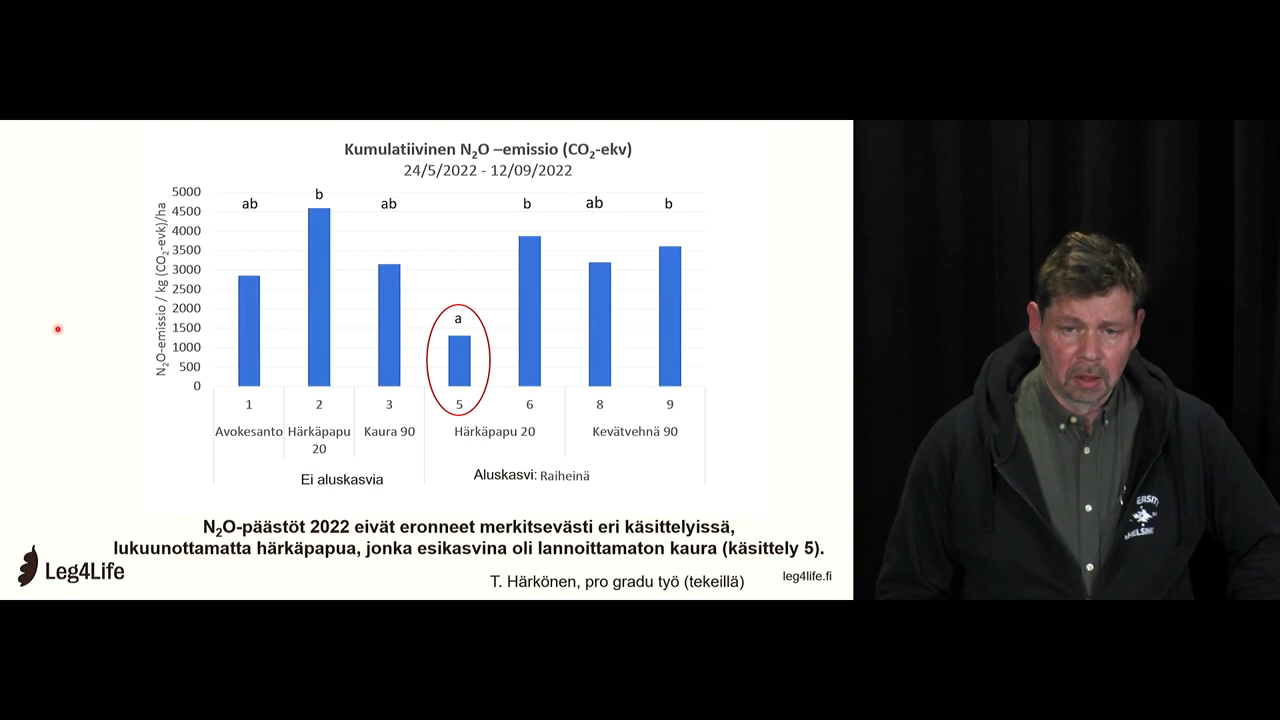 Kumulatiivinen N₂O –emissio (CO₂-ekv)
24/5/2022 - 12/09/2022
N₂O-emissio / kg (CO₂-evk)/ha
5000
4500
4000
3500
3000
2500
2000
1500
1000
500
0
ab b ab a b ab b
1 2 3 5 6 8 9
Avokesanto Härkäpapu 20 Kaura 90 Härkäpapu 20 Kevätvehnä 90
Ei aluskasvia Aluskasvi: Raiheinä
N₂O-päästöt 2022 eivät eronneet merkitsevästi eri käsittelyissä,
lukuunottamatta härkäpapua, jonka esikasvina oli lannoittamaton kaura (käsittely 5).
Leg4Life
T. Härkönen, pro gradu työ (tekeillä)
leg4life.fi
HELSINKI